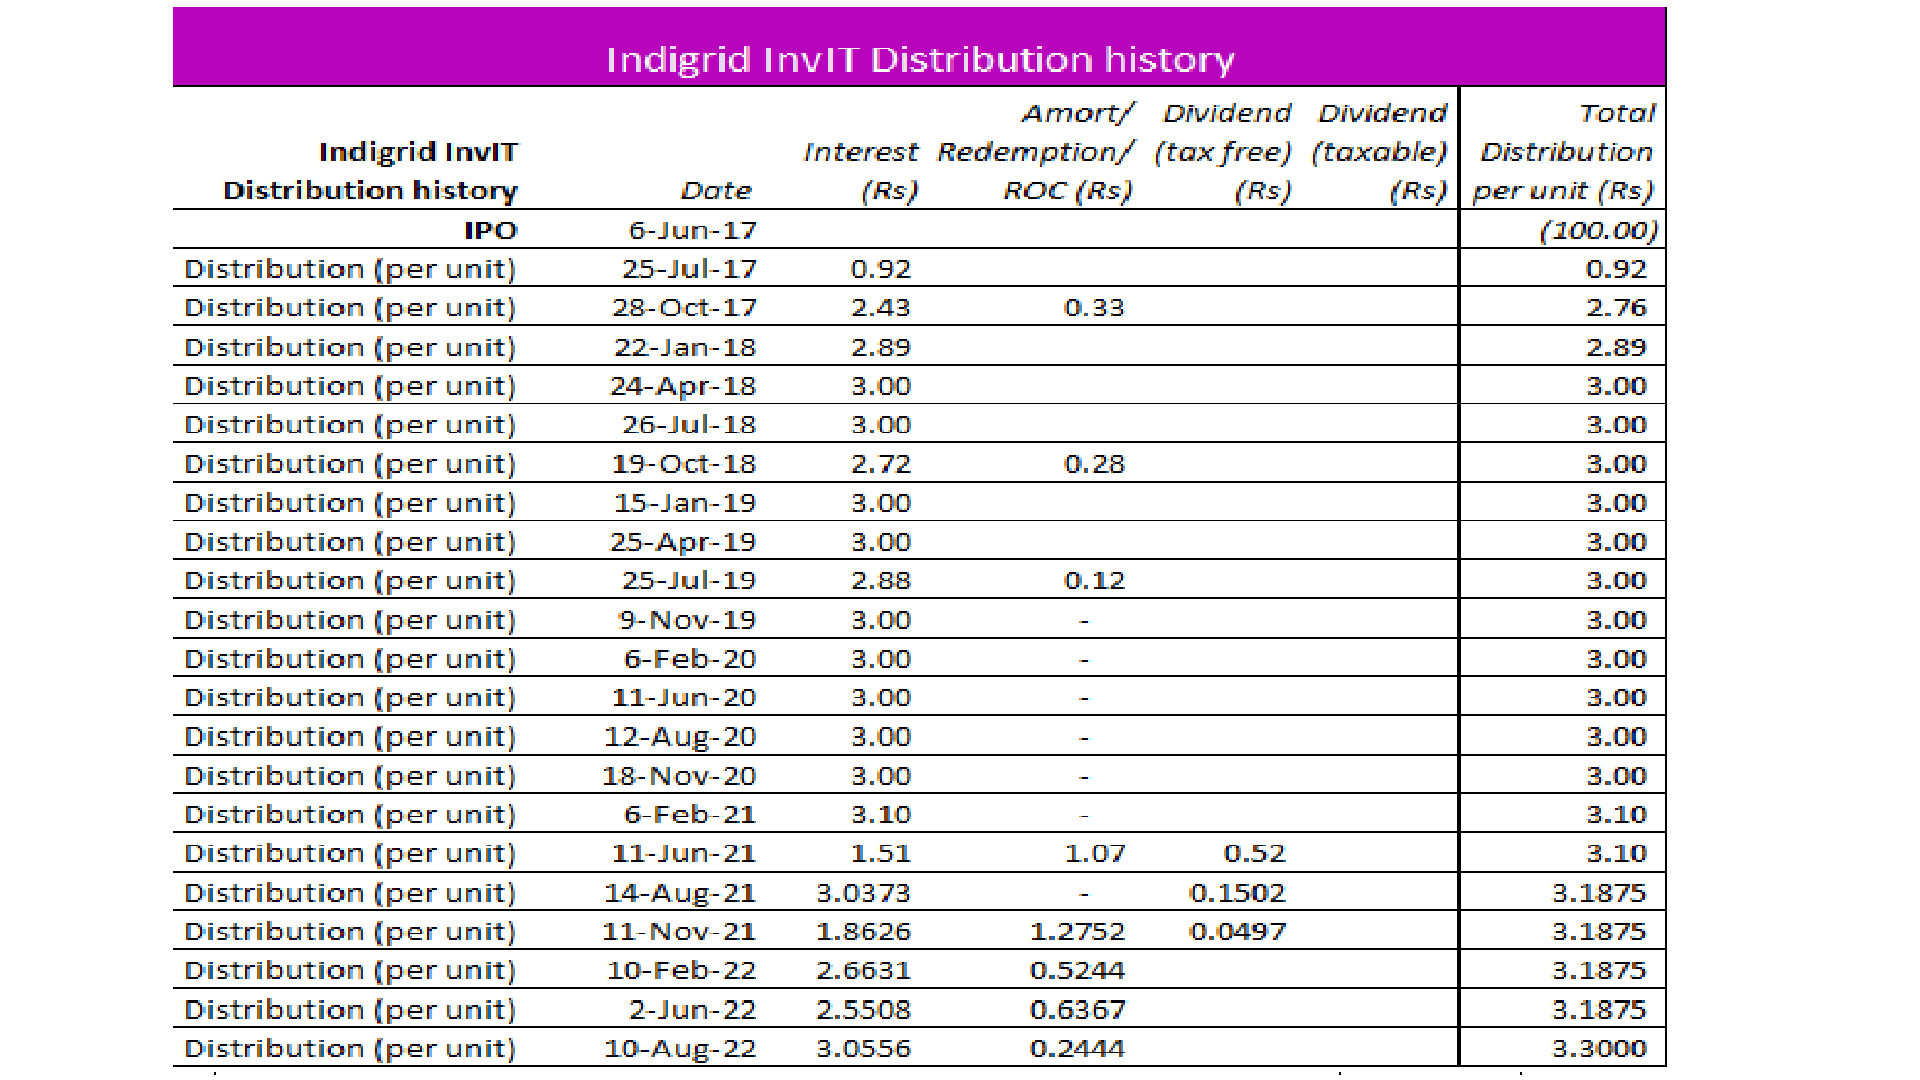 Indigrid InvIT Distribution history
Indigrid InvIT Distribution history Date Interest (Rs) Amort/ Redemption/ ROC (Rs) Dividend (tax free) (Rs) Dividend (taxable) (Rs) Total Distribution per unit (Rs)
IPO 6-Jun-17 (100.00)
Distribution (per unit) 25-Jul-17 0.92 0.92
Distribution (per unit) 28-Oct-17 2.43 0.33 2.76
Distribution (per unit) 22-Jan-18 2.89 2.89
Distribution (per unit) 24-Apr-18 3.00 3.00
Distribution (per unit) 26-Jul-18 3.00 3.00
Distribution (per unit) 19-Oct-18 2.72 0.28 3.00
Distribution (per unit) 15-Jan-19 3.00 3.00
Distribution (per unit) 25-Apr-19 3.00 3.00
Distribution (per unit) 25-Jul-19 2.88 0.12 3.00
Distribution (per unit) 9-Nov-19 3.00 - 3.00
Distribution (per unit) 6-Feb-20 3.00 - 3.00
Distribution (per unit) 11-Jun-20 3.00 - 3.00
Distribution (per unit) 12-Aug-20 3.00 - 3.00
Distribution (per unit) 18-Nov-20 3.00 - 3.00
Distribution (per unit) 6-Feb-21 3.10 - 3.10
Distribution (per unit) 11-Jun-21 1.51 1.07 0.52 3.10
Distribution (per unit) 14-Aug-21 3.0373 - 0.1502 3.1875
Distribution (per unit) 11-Nov-21 1.8626 1.2752 0.0497 3.1875
Distribution (per unit) 10-Feb-22 2.6631 0.5244 3.1875
Distribution (per unit) 2-Jun-22 2.5508 0.6367 3.1875
Distribution (per unit) 10-Aug-22 3.0556 0.2444 3.3000